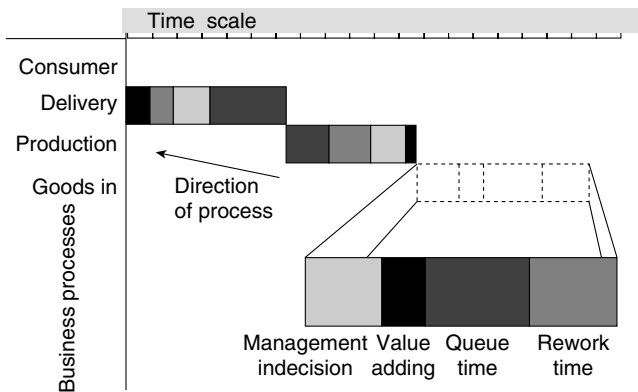 Time scale
Consumer
Delivery
Production
Goods in
Direction
of process
Business processes
Management
indecision
Value
adding
Queue
time
Rework
time